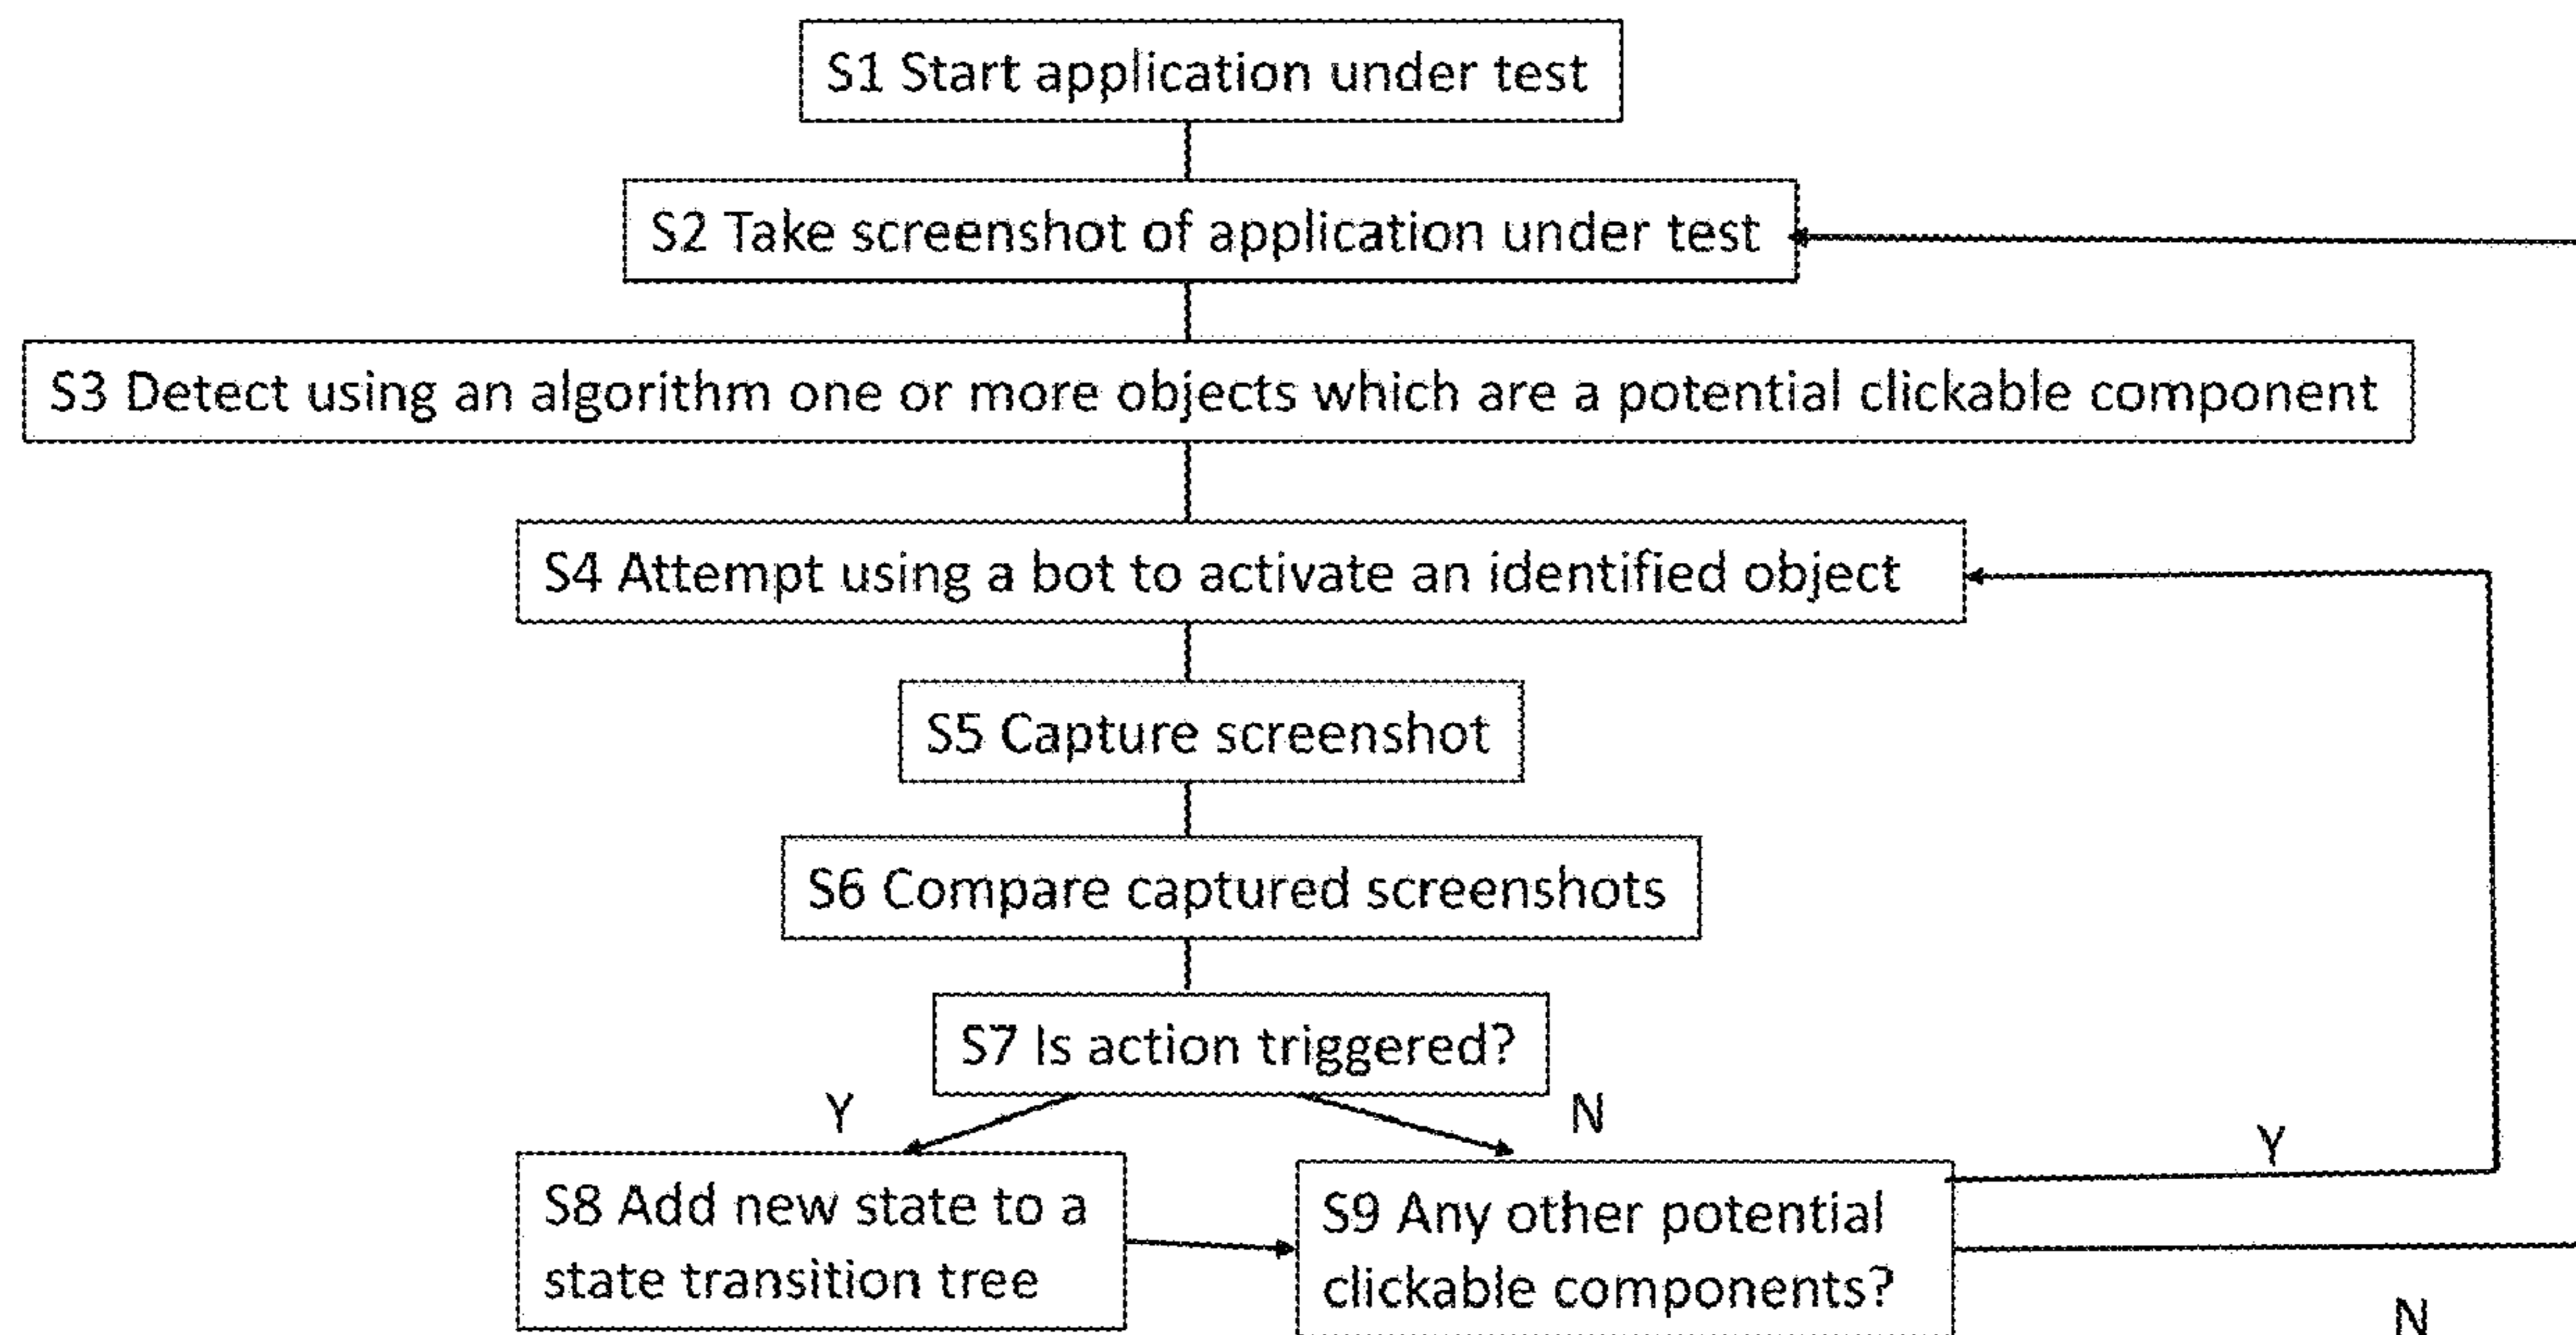 S1 Start application under test
S2 Take screenshot of application under test
S3 Detect using an algorithm one or more objects which are a potential clickable component
S4 Attempt using a bot to activate an identified object
S5 Capture screenshot
S6 Compare captured screenshots
S7 Is action triggered?
Y
N
S8 Add new state to a
state transition tree
S9 Any other potential
clickable components?
Y
N